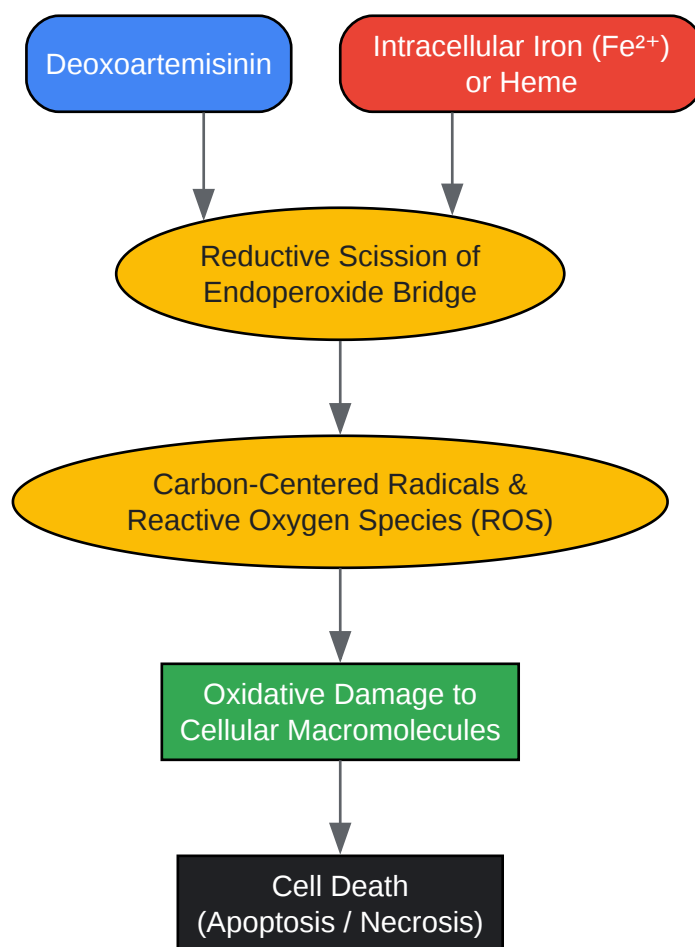 Deoxoartemisinin
Intracellular Iron (Fe²⁺)
or Heme
Reductive Scission of
Endoperoxide Bridge
Carbon-Centered Radicals &
Reactive Oxygen Species (ROS)
Oxidative Damage to
Cellular Macromolecules
Cell Death
(Apoptosis / Necrosis)